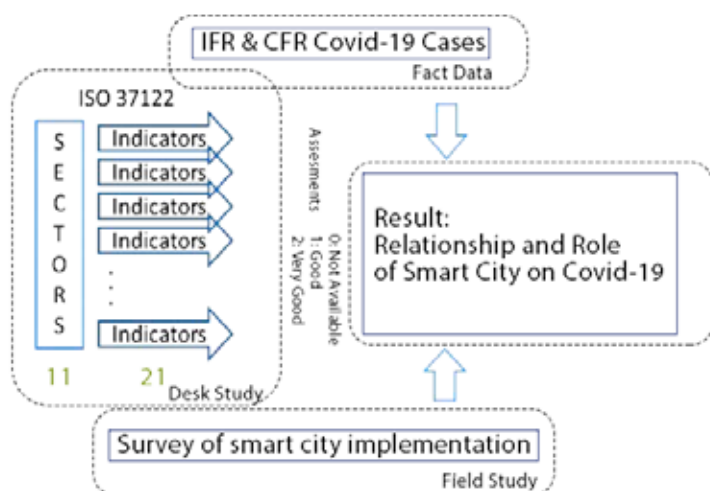 IFR & CFR Covid-19 Cases
Fact Data
ISO 37122
SECTORS
Indicators
Indicators
Indicators
Indicators
.
.
.
Indicators
11
21
Desk Study
Assesments
0: Not Available
1: Good
2: Very Good
Result:
Relationship and Role
of Smart City on Covid-19
Survey of smart city implementation
Field Study